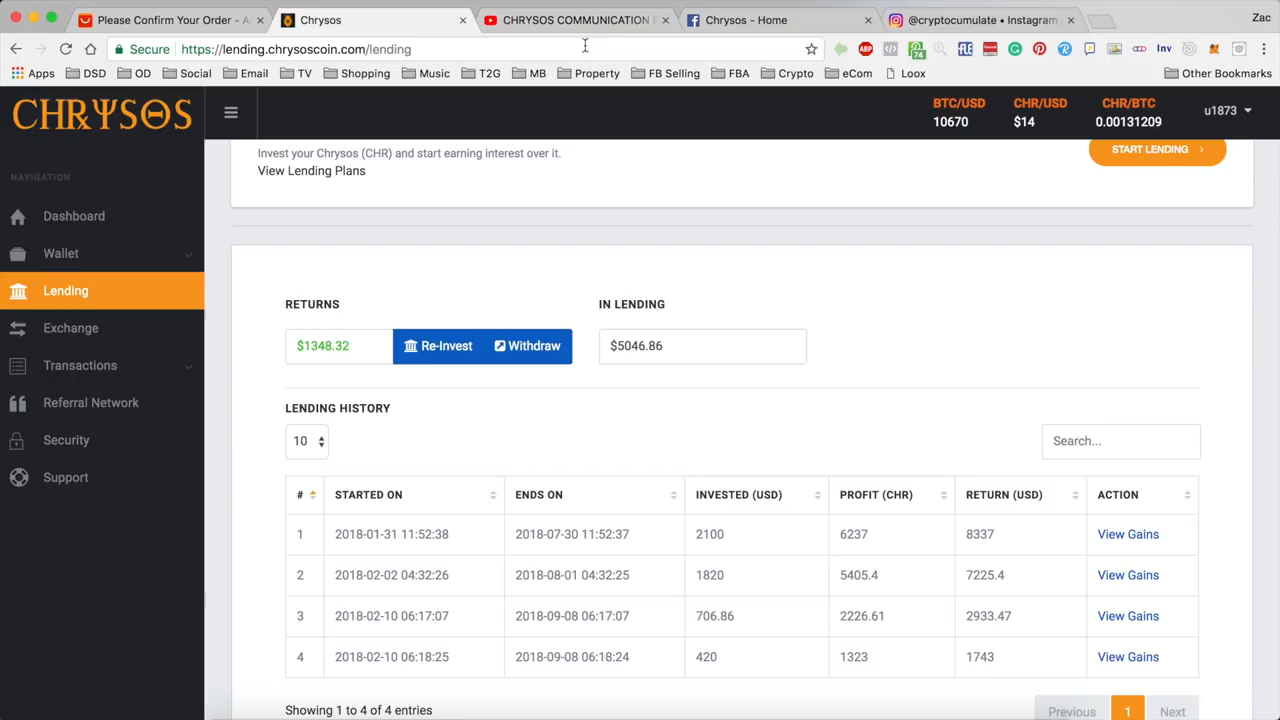 Please Confirm Your Order - Al
Chrysos
CHRYSOS COMMUNICATION
Chrysos - Home
@cryptocumulate • Instagram
Zac
Secure
https://lending.chrysoscoin.com/lending
ABP
74
Inv
Apps
DSD
OD
Social
Email
TV
Shopping
Music
T2G
MB
Property
FB Selling
FBA
Crypto
eCom
Loox
Other Bookmarks
CHRYSOS
BTC/USD
10670
CHR/USD
$14
CHR/BTC
0.00131209
u1873
NAVIGATION
Dashboard
Wallet
Lending
Exchange
Transactions
Referral Network
Security
Support
Invest your Chrysos (CHR) and start earning interest over it.
View Lending Plans
START LENDING
RETURNS
$1348.32
Re-Invest
Withdraw
IN LENDING
$5046.86
LENDING HISTORY
10
Search...
# STARTED ON ENDS ON INVESTED (USD) PROFIT (CHR) RETURN (USD) ACTION
1 2018-01-31 11:52:38 2018-07-30 11:52:37 2100 6237 8337 View Gains
2 2018-02-02 04:32:26 2018-08-01 04:32:25 1820 5405.4 7225.4 View Gains
3 2018-02-10 06:17:07 2018-09-08 06:17:07 706.86 2226.61 2933.47 View Gains
4 2018-02-10 06:18:25 2018-09-08 06:18:24 420 1323 1743 View Gains
Showing 1 to 4 of 4 entries
Previous 1 Next